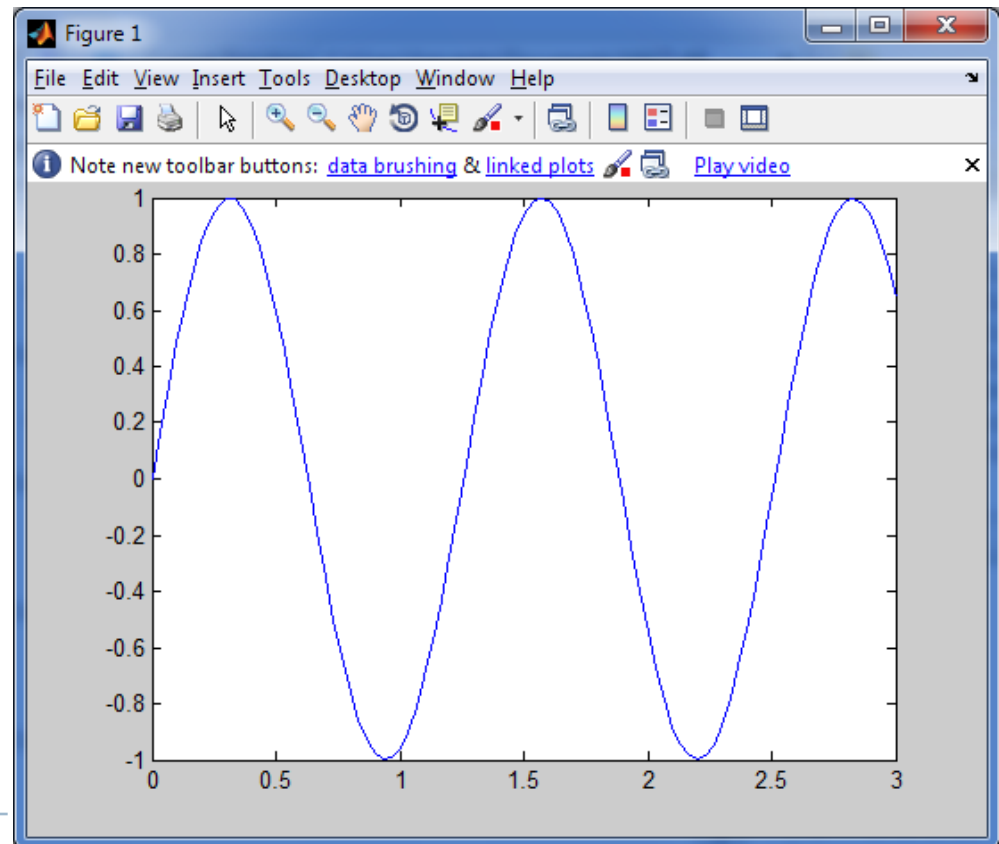 Figure 1
File Edit View Insert Tools Desktop Window Help
Note new toolbar buttons: data brushing & linked plots Play video
1
0.8
0.6
0.4
0.2
0
-0.2
-0.4
-0.6
-0.8
-1
0 0.5 1 1.5 2 2.5 3